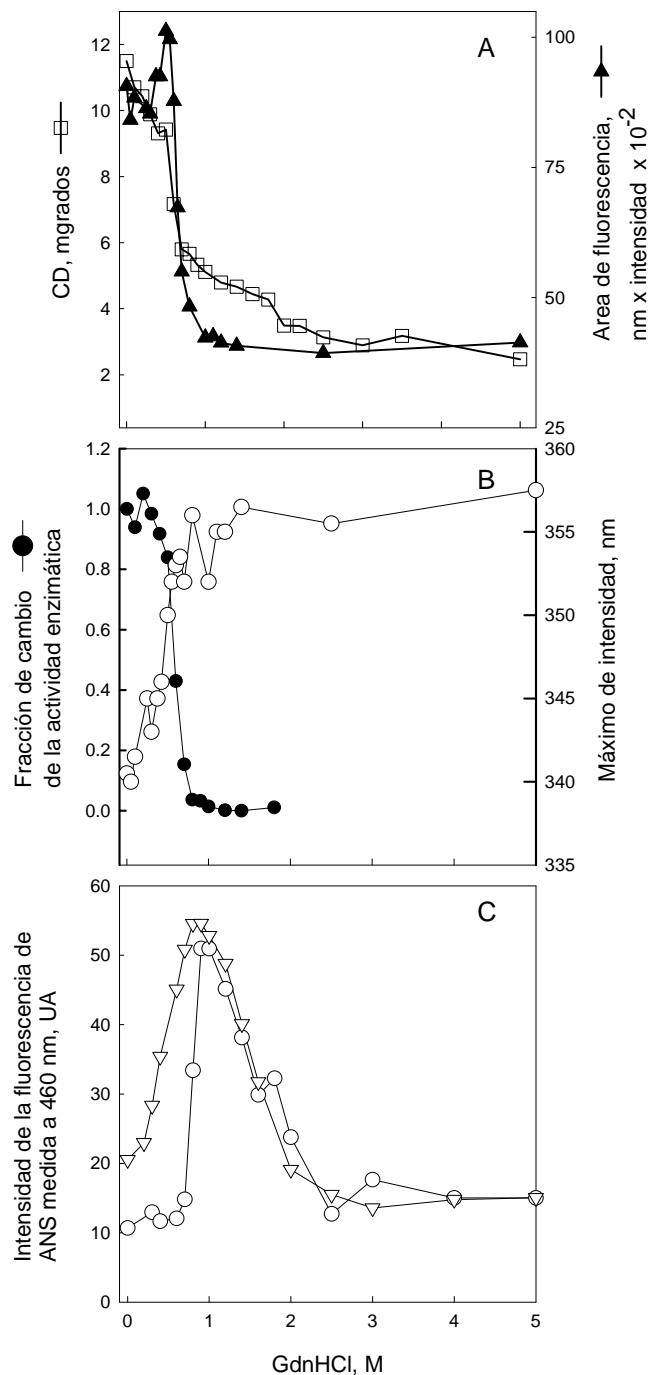 A
12
10
8
6
4
2
CD, mgrados
100
75
50
25
Area de fluorescencia,
nm x intensidad x 10-2
B
1.2
1.0
0.8
0.6
0.4
0.2
0.0
Fracción de cambio
de la actividad enzimática
360
355
350
345
340
335
Máximo de intensidad, nm
C
60
50
40
30
20
10
0
Intensidad de la fluorescencia de
ANS medida a 460 nm, UA
0 1 2 3 4 5
GdnHCl, M